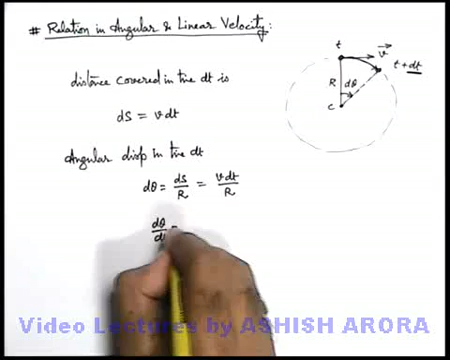 # Relation in Angular & Linear Velocity:
t
v⃗
t + dt
R
dθ
C
distance covered in time dt is
ds = v dt
Angular disp in time dt
dθ = ds/R = v dt/R
dθ/d =
Video Lectures by ASHISH ARORA